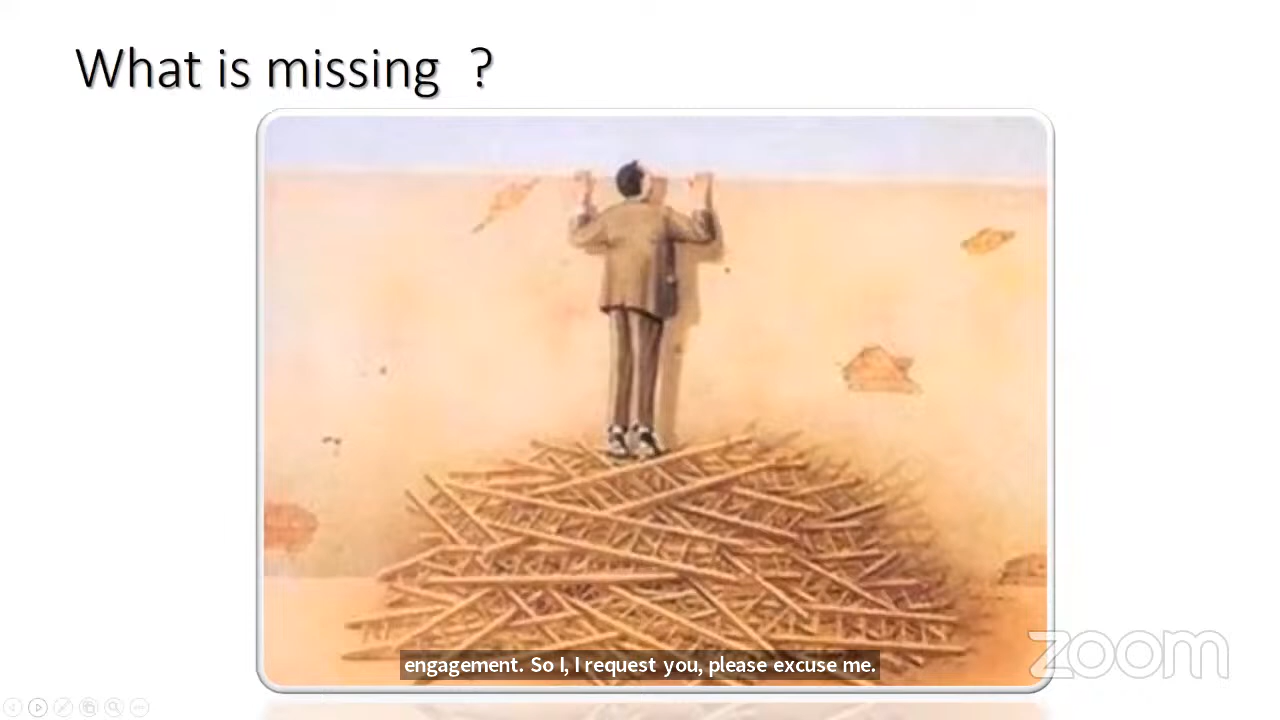 What is missing ?
engagement. So I, I request you, please excuse me.
zoom